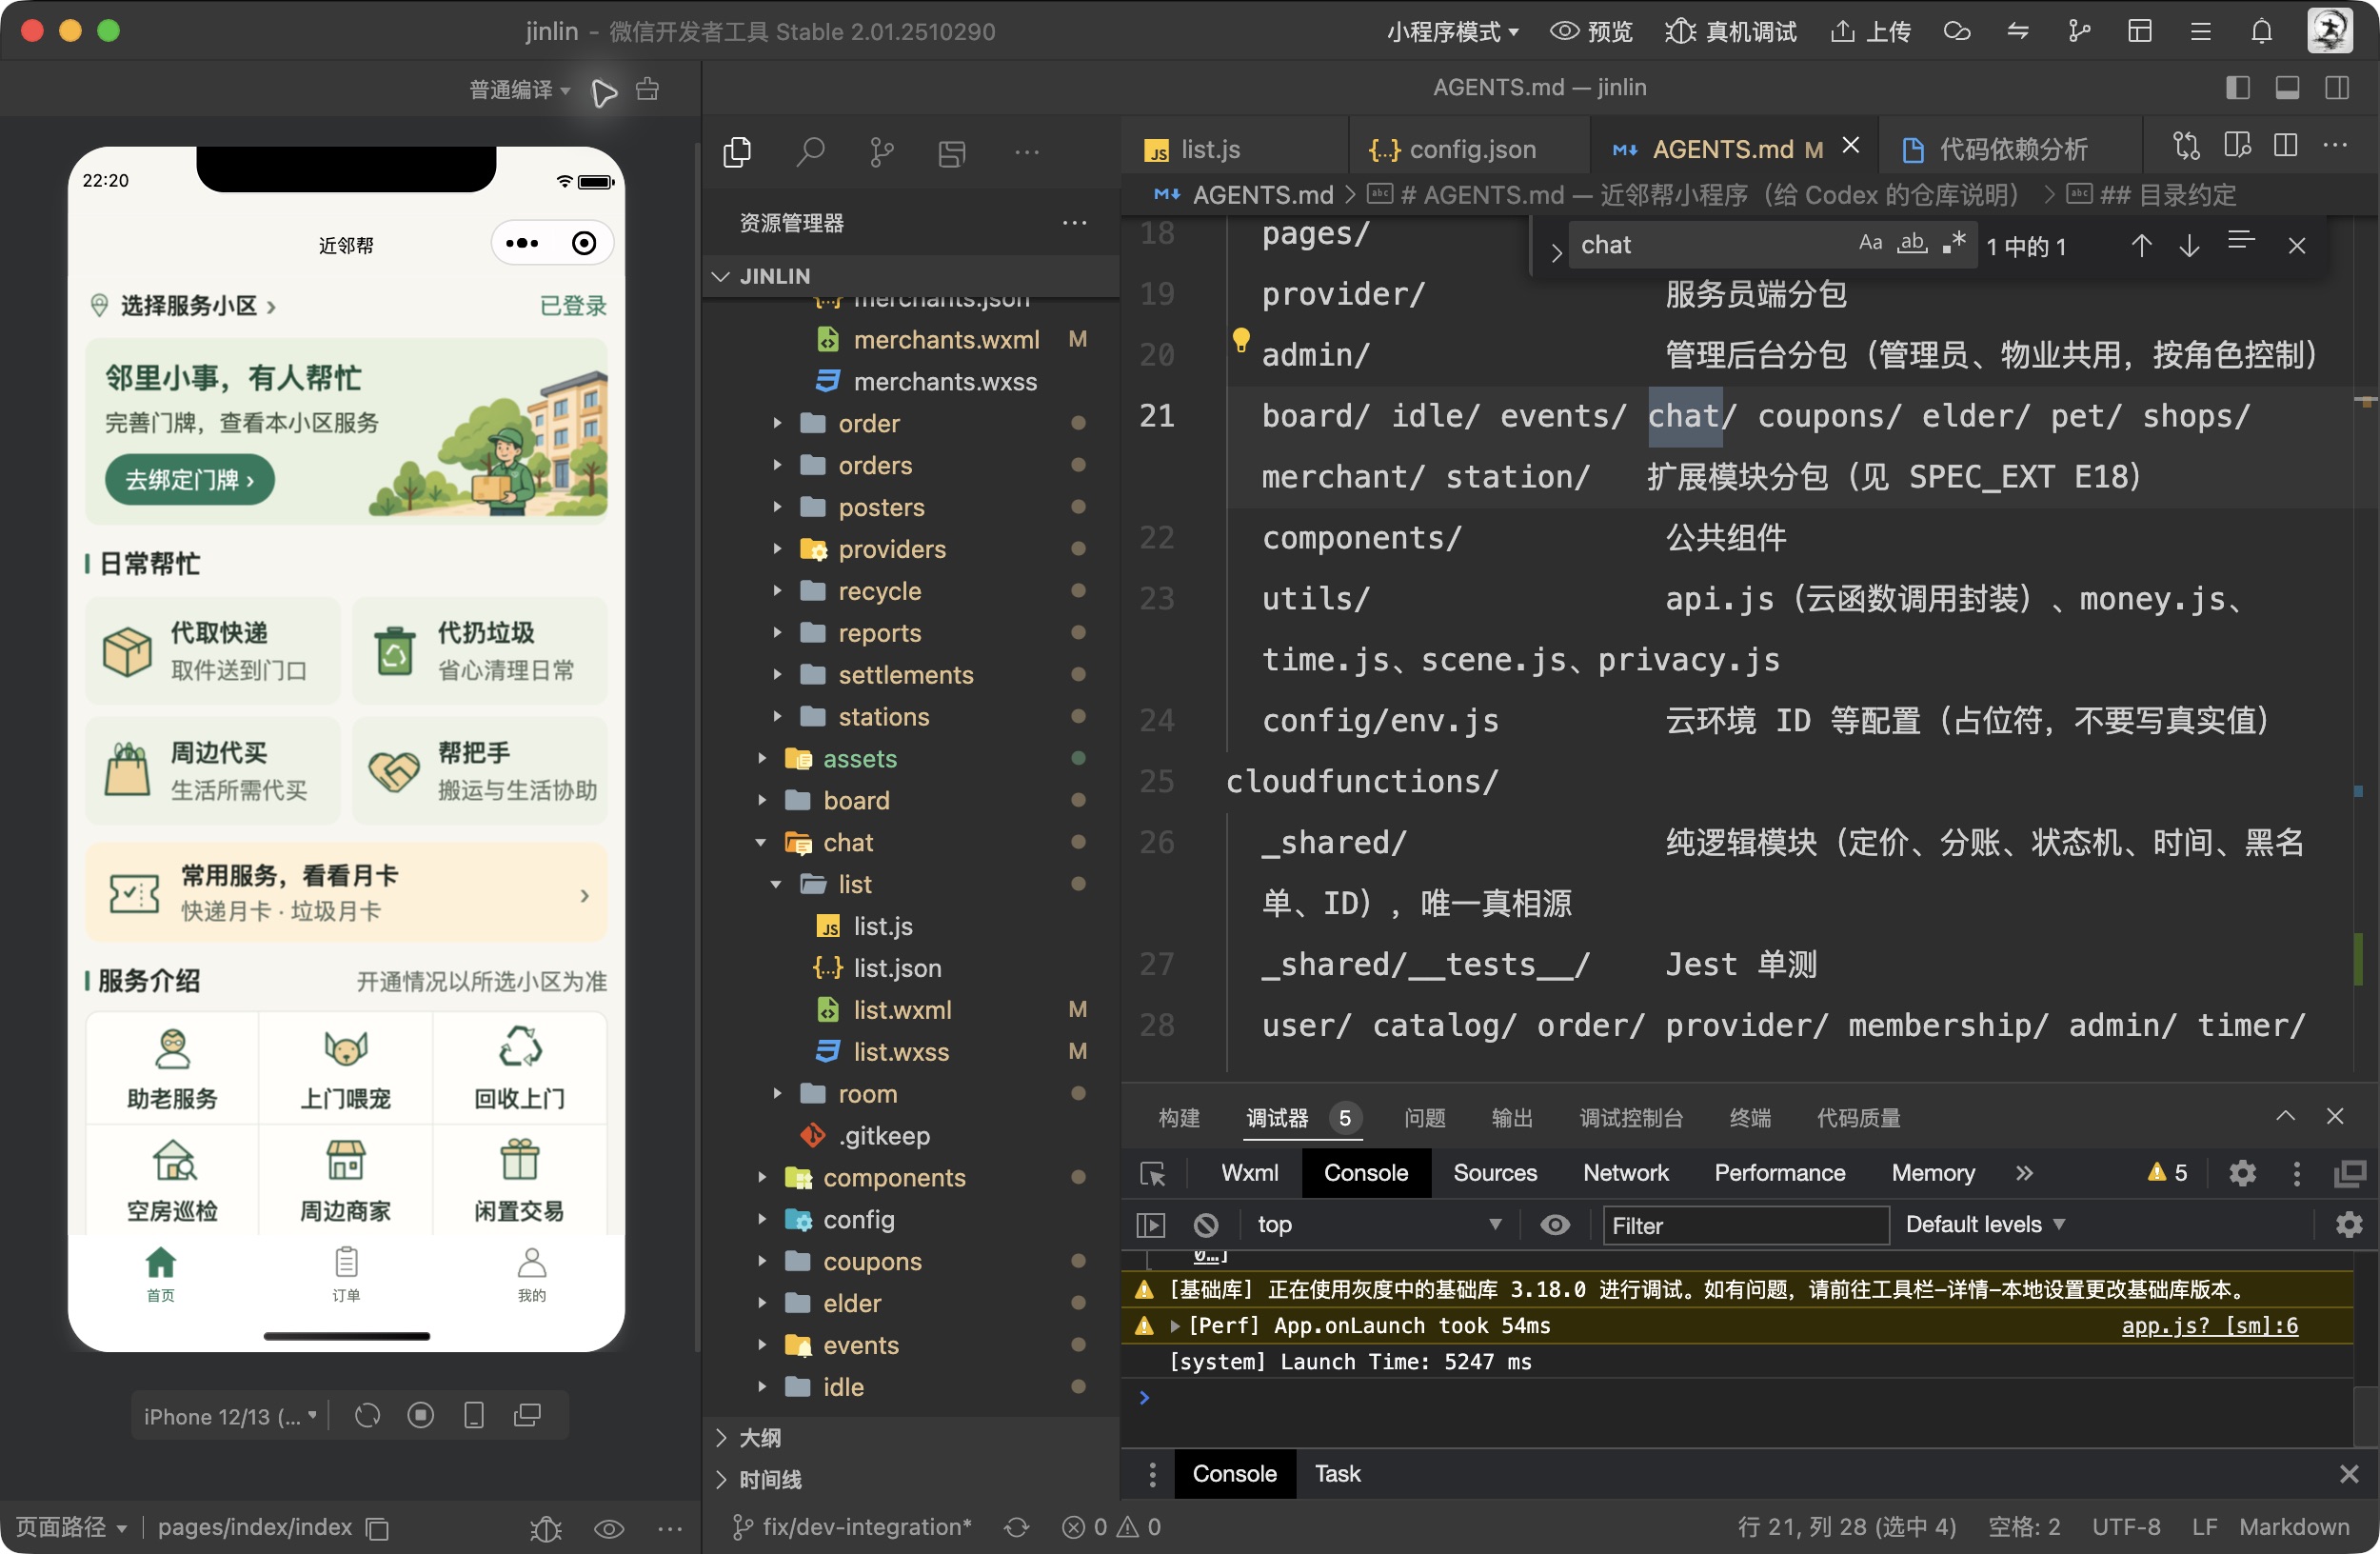 jinlin - 微信开发者工具 Stable 2.01.2510290
小程序模式
预览
真机调试
上传
普通编译
AGENTS.md — jinlin
22:20
近邻帮
选择服务小区 ›
已登录
邻里小事，有人帮忙
完善门牌，查看本小区服务
去绑定门牌 ›
日常帮忙
代取快递
取件送到门口
代扔垃圾
省心清理日常
周边代买
生活所需代买
帮把手
搬运与生活协助
常用服务，看看月卡
快递月卡 · 垃圾月卡
›
服务介绍
开通情况以所选小区为准
助老服务
上门喂宠
回收上门
空房巡检
周边商家
闲置交易
首页
订单
我的
iPhone 12/13 (...
页面路径
pages/index/index
资源管理器
JINLIN
merchants.json
merchants.wxml M
merchants.wxss
order
orders
posters
providers
recycle
reports
settlements
stations
assets
board
chat
list
list.js
list.json
list.wxml M
list.wxss M
room
.gitkeep
components
config
coupons
elder
events
idle
大纲
时间线
fix/dev-integration*
0 0
list.js
config.json
AGENTS.md M
代码依赖分析
AGENTS.md > # AGENTS.md — 近邻帮小程序（给 Codex 的仓库说明） > ## 目录约定
chat
Aa ab .*
1 中的 1
18 pages/
19 provider/ 服务员端分包
20 admin/ 管理后台分包（管理员、物业共用，按角色控制）
21 board/ idle/ events/ chat/ coupons/ elder/ pet/ shops/
merchant/ station/ 扩展模块分包（见 SPEC_EXT E18）
22 components/ 公共组件
23 utils/ api.js（云函数调用封装）、money.js、
time.js、scene.js、privacy.js
24 config/env.js 云环境 ID 等配置（占位符，不要写真实值）
25 cloudfunctions/
26 _shared/ 纯逻辑模块（定价、分账、状态机、时间、黑名
单、ID），唯一真相源
27 _shared/__tests__/ Jest 单测
28 user/ catalog/ order/ provider/ membership/ admin/ timer/
构建
调试器 5
问题
输出
调试控制台
终端
代码质量
Wxml
Console
Sources
Network
Performance
Memory
5
top
Filter
Default levels
0…]
[基础库] 正在使用灰度中的基础库 3.18.0 进行调试。如有问题，请前往工具栏-详情-本地设置更改基础库版本。
[Perf] App.onLaunch took 54ms
app.js? [sm]:6
[system] Launch Time: 5247 ms
Console
Task
行 21, 列 28 (选中 4)
空格: 2
UTF-8
LF
Markdown